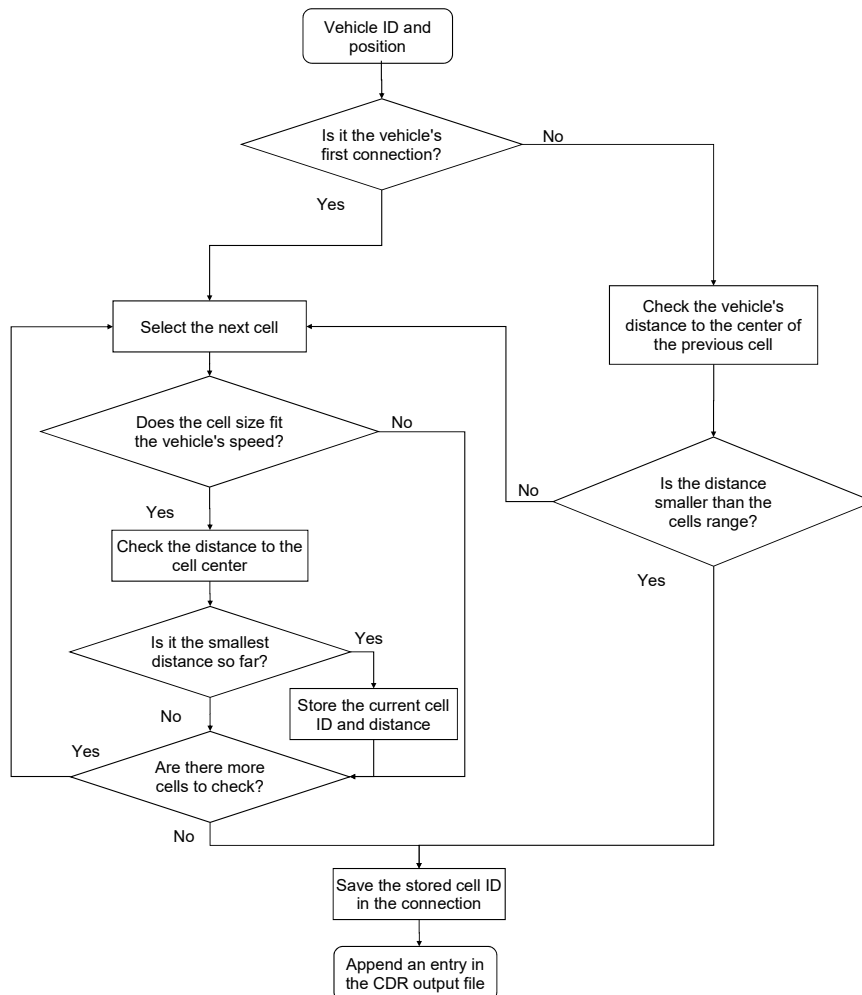 Vehicle ID and
position
Is it the vehicle's
first connection?
No
Yes
Select the next cell
Check the vehicle's
distance to the center of
the previous cell
Does the cell size fit
the vehicle's speed?
No
Yes
Is the distance
smaller than the
cells range?
No
Yes
Check the distance to the
cell center
Is it the smallest
distance so far?
Yes
No
Store the current cell
ID and distance
Are there more
cells to check?
Yes
No
Save the stored cell ID
in the connection
Append an entry in
the CDR output file